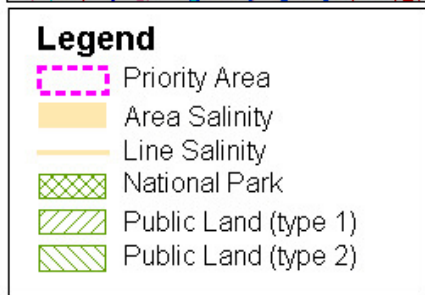 Legend
Priority Area
Area Salinity
Line Salinity
National Park
Public Land (type 1)
Public Land (type 2)